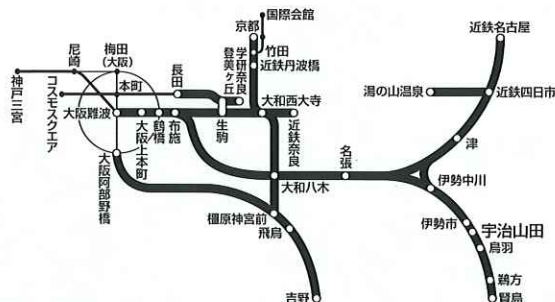 国際会館
京都
竹田
近鉄丹波橋
学研奈良
登美ヶ丘
近鉄名古屋
尼崎
梅田
(大阪)
神戸三宮
コスモスクエア
本町
長田
湯の山温泉
近鉄四日市
大阪難波
大阪上本町
鶴橋
布施
生駒
大和西大寺
近鉄奈良
津
名張
大和八木
伊勢中川
大阪阿部野橋
橿原神宮前
飛鳥
吉野
伊勢市
宇治山田
鳥羽
鵜方
賢島